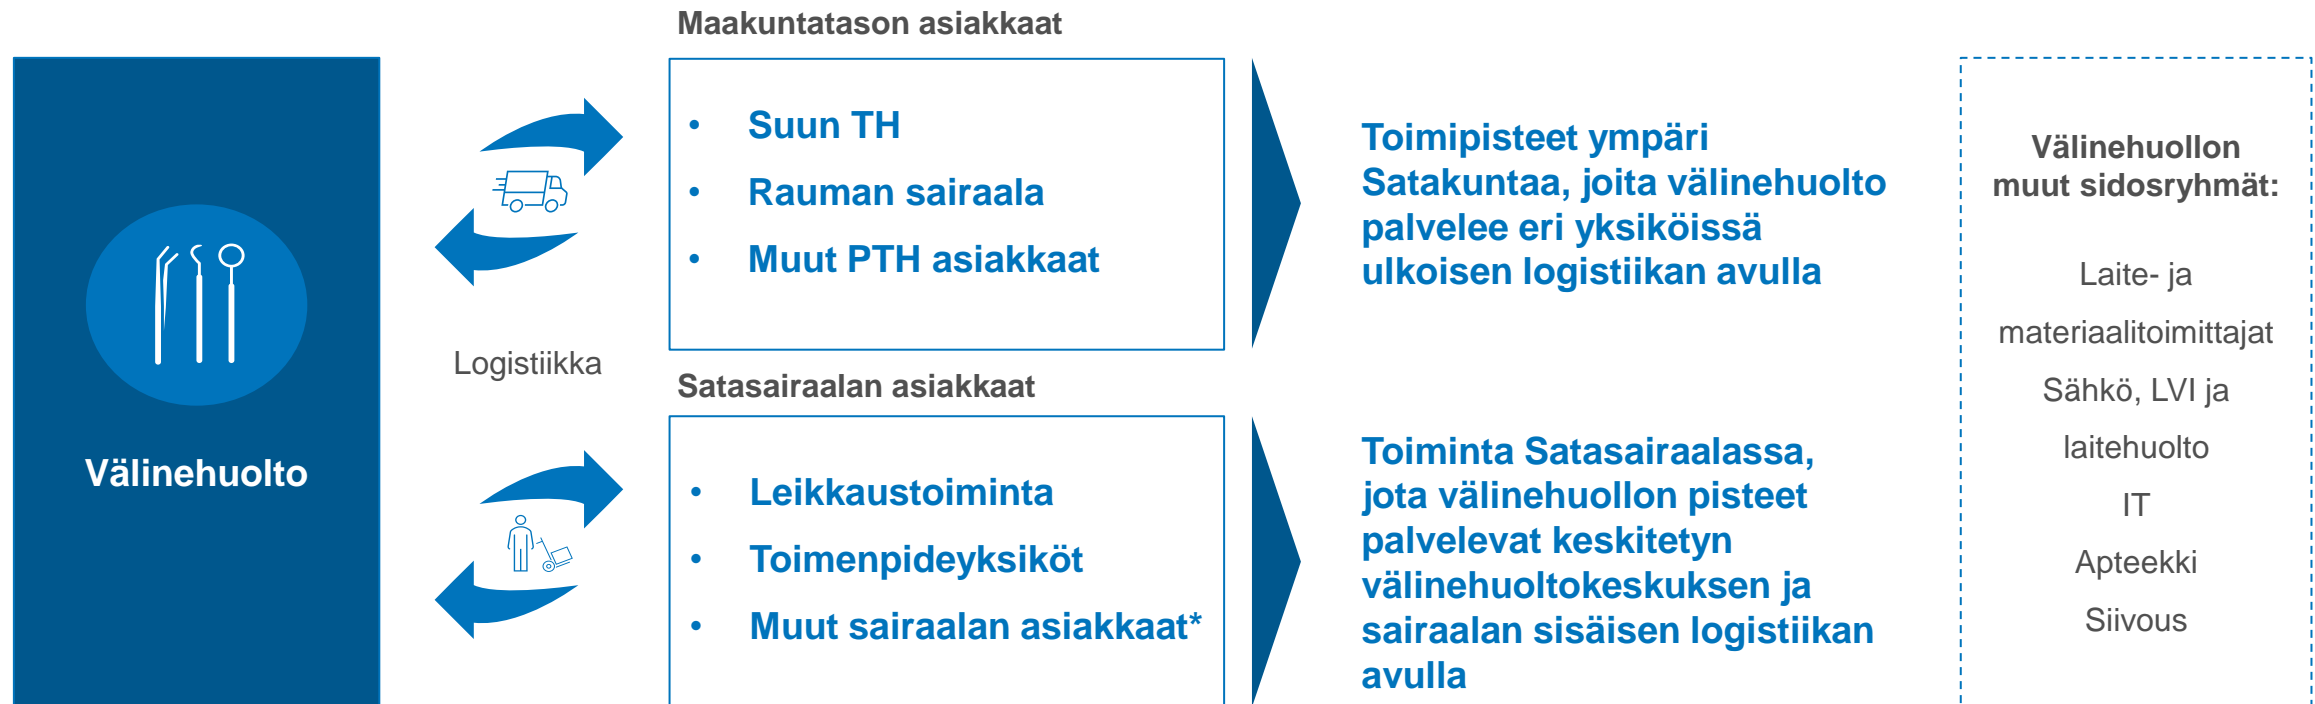 Välinehuolto
Logistiikka
Maakuntatason asiakkaat
• Suun TH
• Rauman sairaala
• Muut PTH asiakkaat
Satasairaalan asiakkaat
• Leikkaustoiminta
• Toimenpideyksiköt
• Muut sairaalan asiakkaat*
Toimipisteet ympäri
Satakuntaa, joita välinehuolto
palvelee eri yksiköissä
ulkoisen logistiikan avulla
Toiminta Satasairaalassa,
jota välinehuollon pisteet
palvelevat keskitetyn
välinehuoltokeskuksen ja
sairaalan sisäisen logistiikan
avulla
Välinehuollon
muut sidosryhmät:
Laite- ja
materiaalitoimittajat
Sähkö, LVI ja
laitehuolto
IT
Apteekki
Siivous